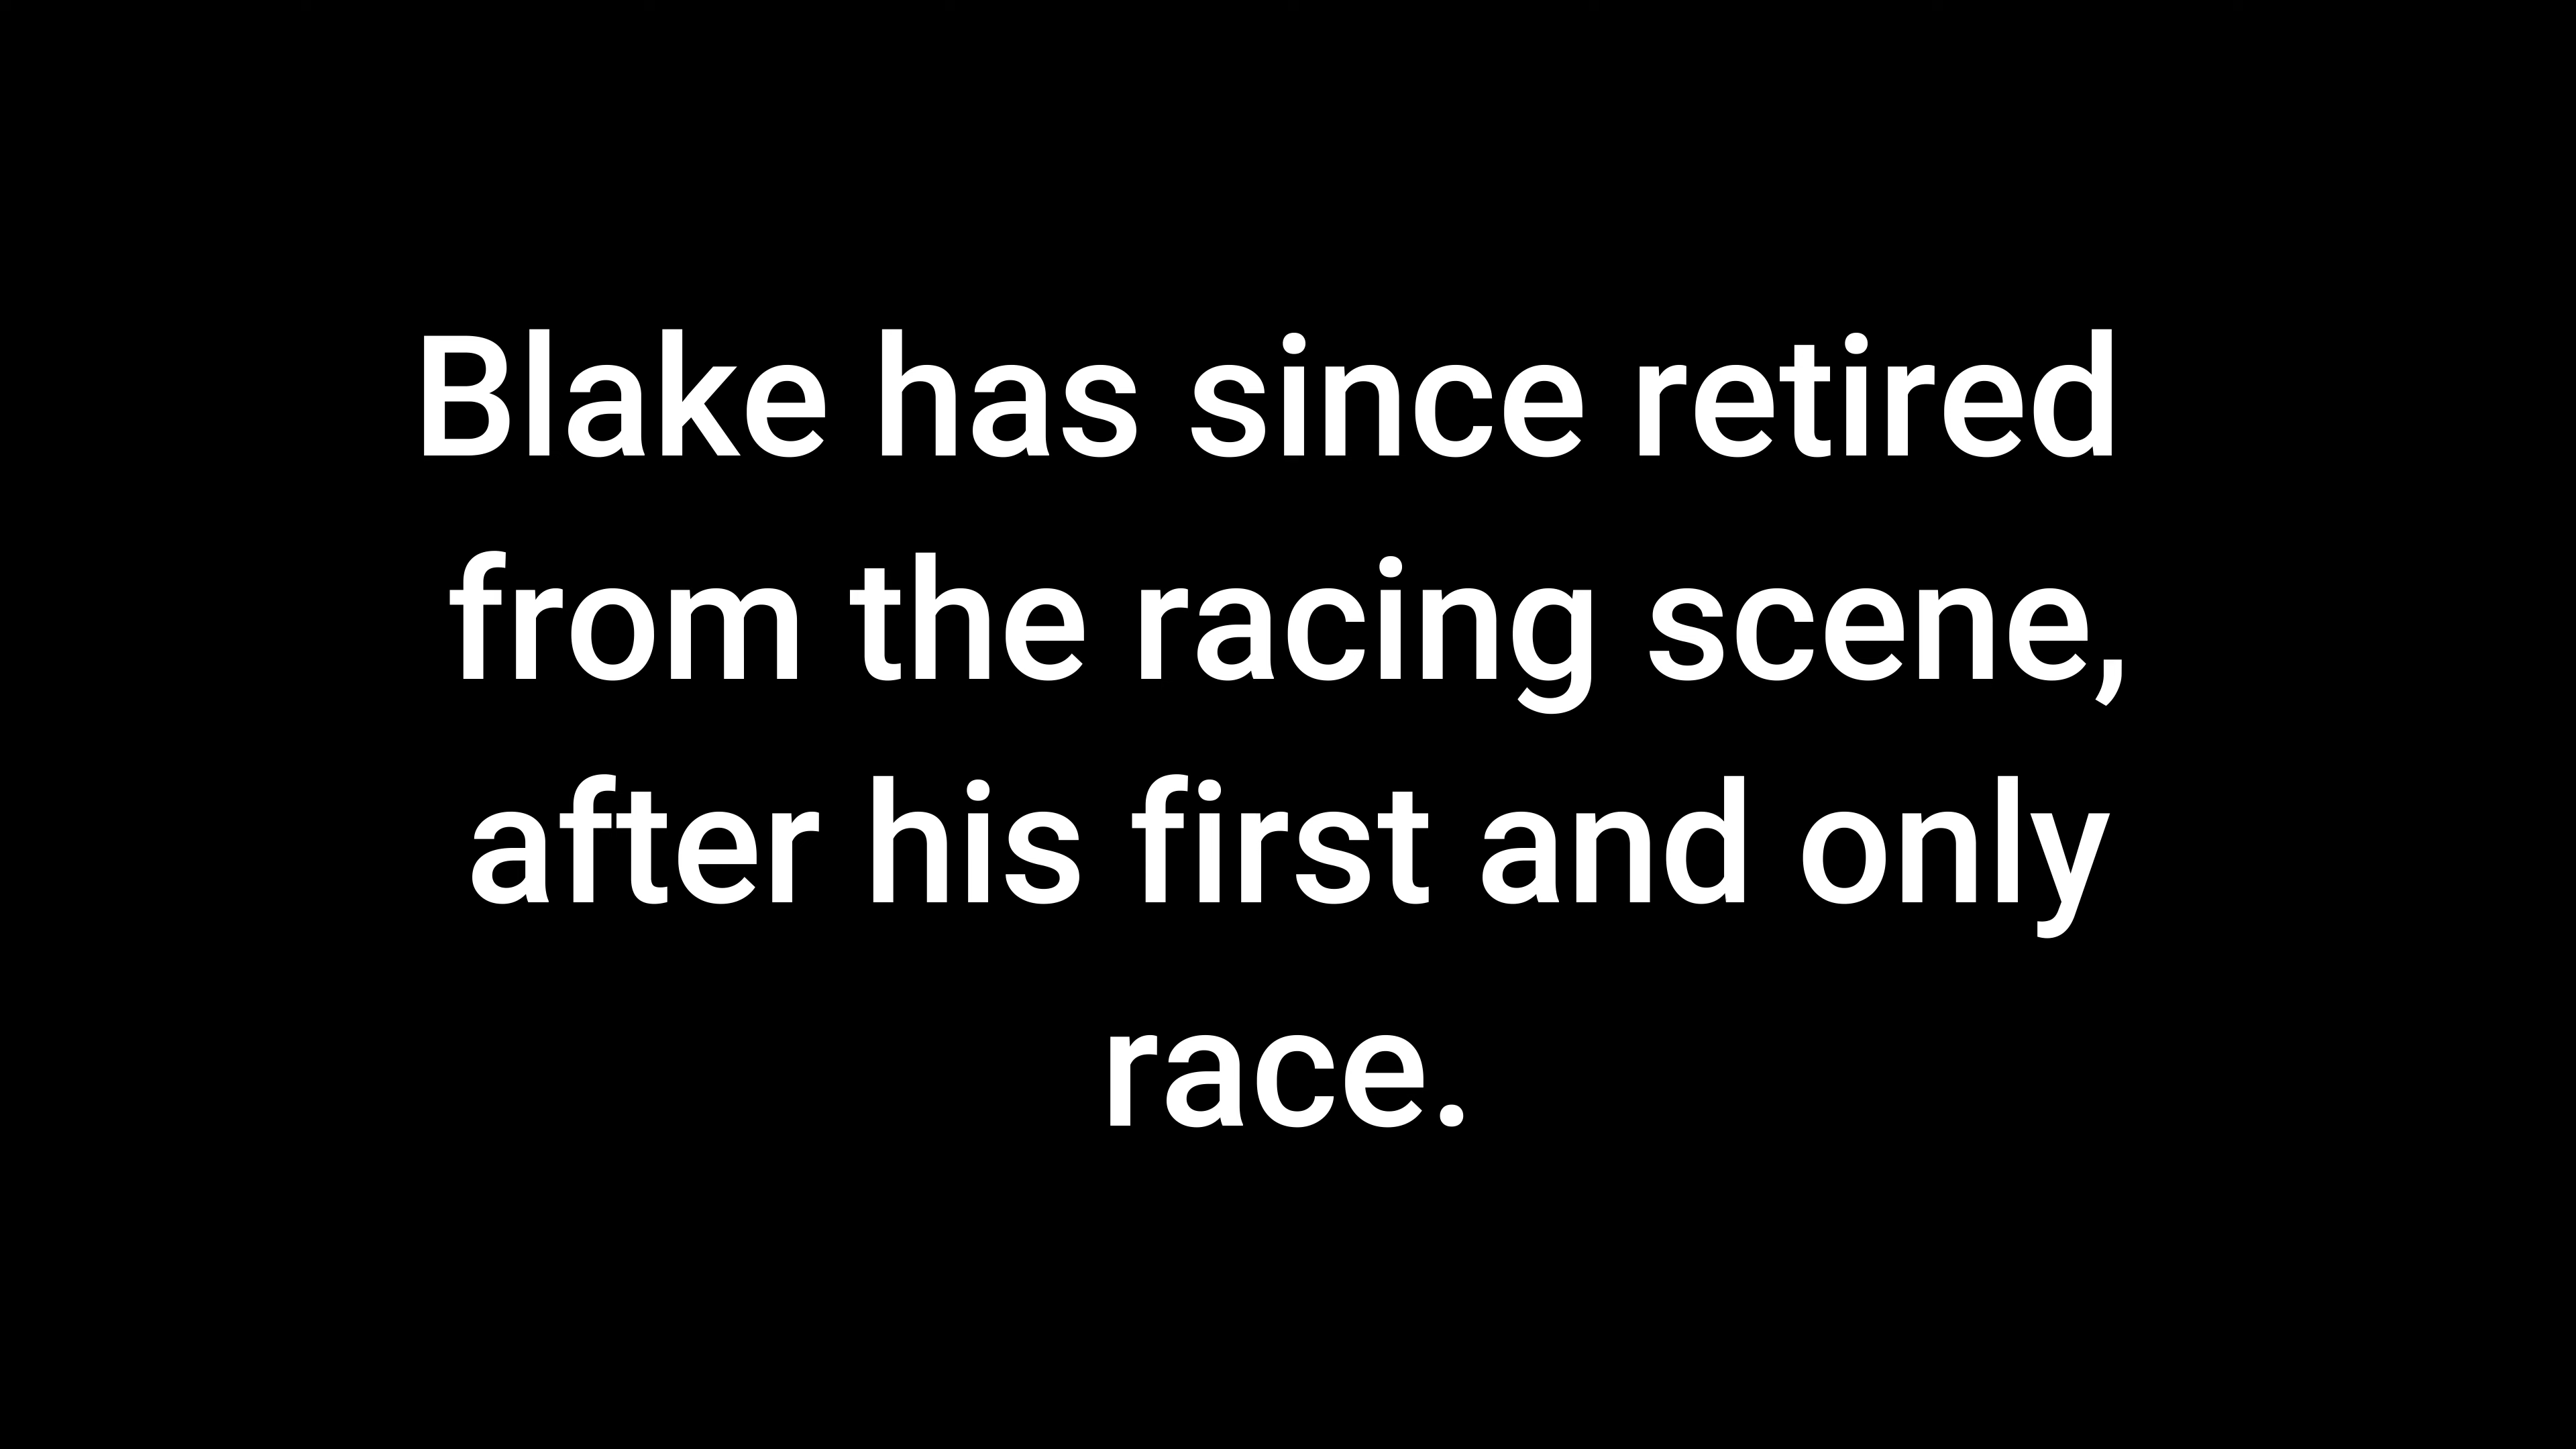 Blake has since retired
from the racing scene,
after his first and only
race.